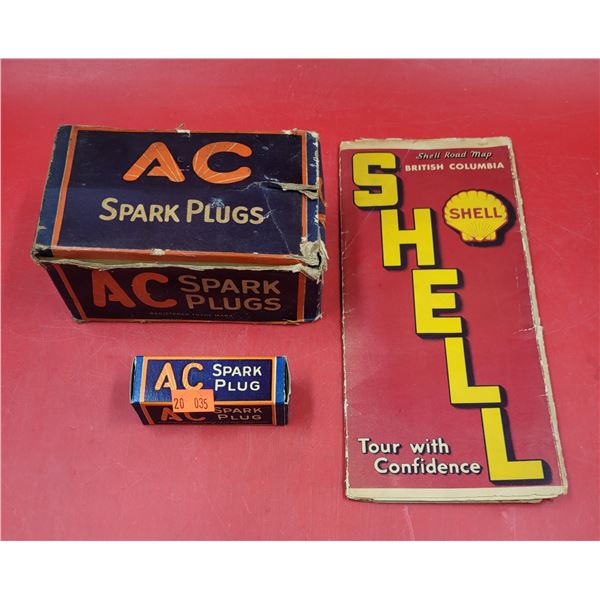 AC
SPARK PLUGS
AC SPARK
PLUGS
REGISTERED TRADE MARK
AC SPARK
PLUG
20 035
AC SPARK
PLUG
Shell Road Map
BRITISH COLUMBIA
SHELL
SHELL
Tour with
Confidence